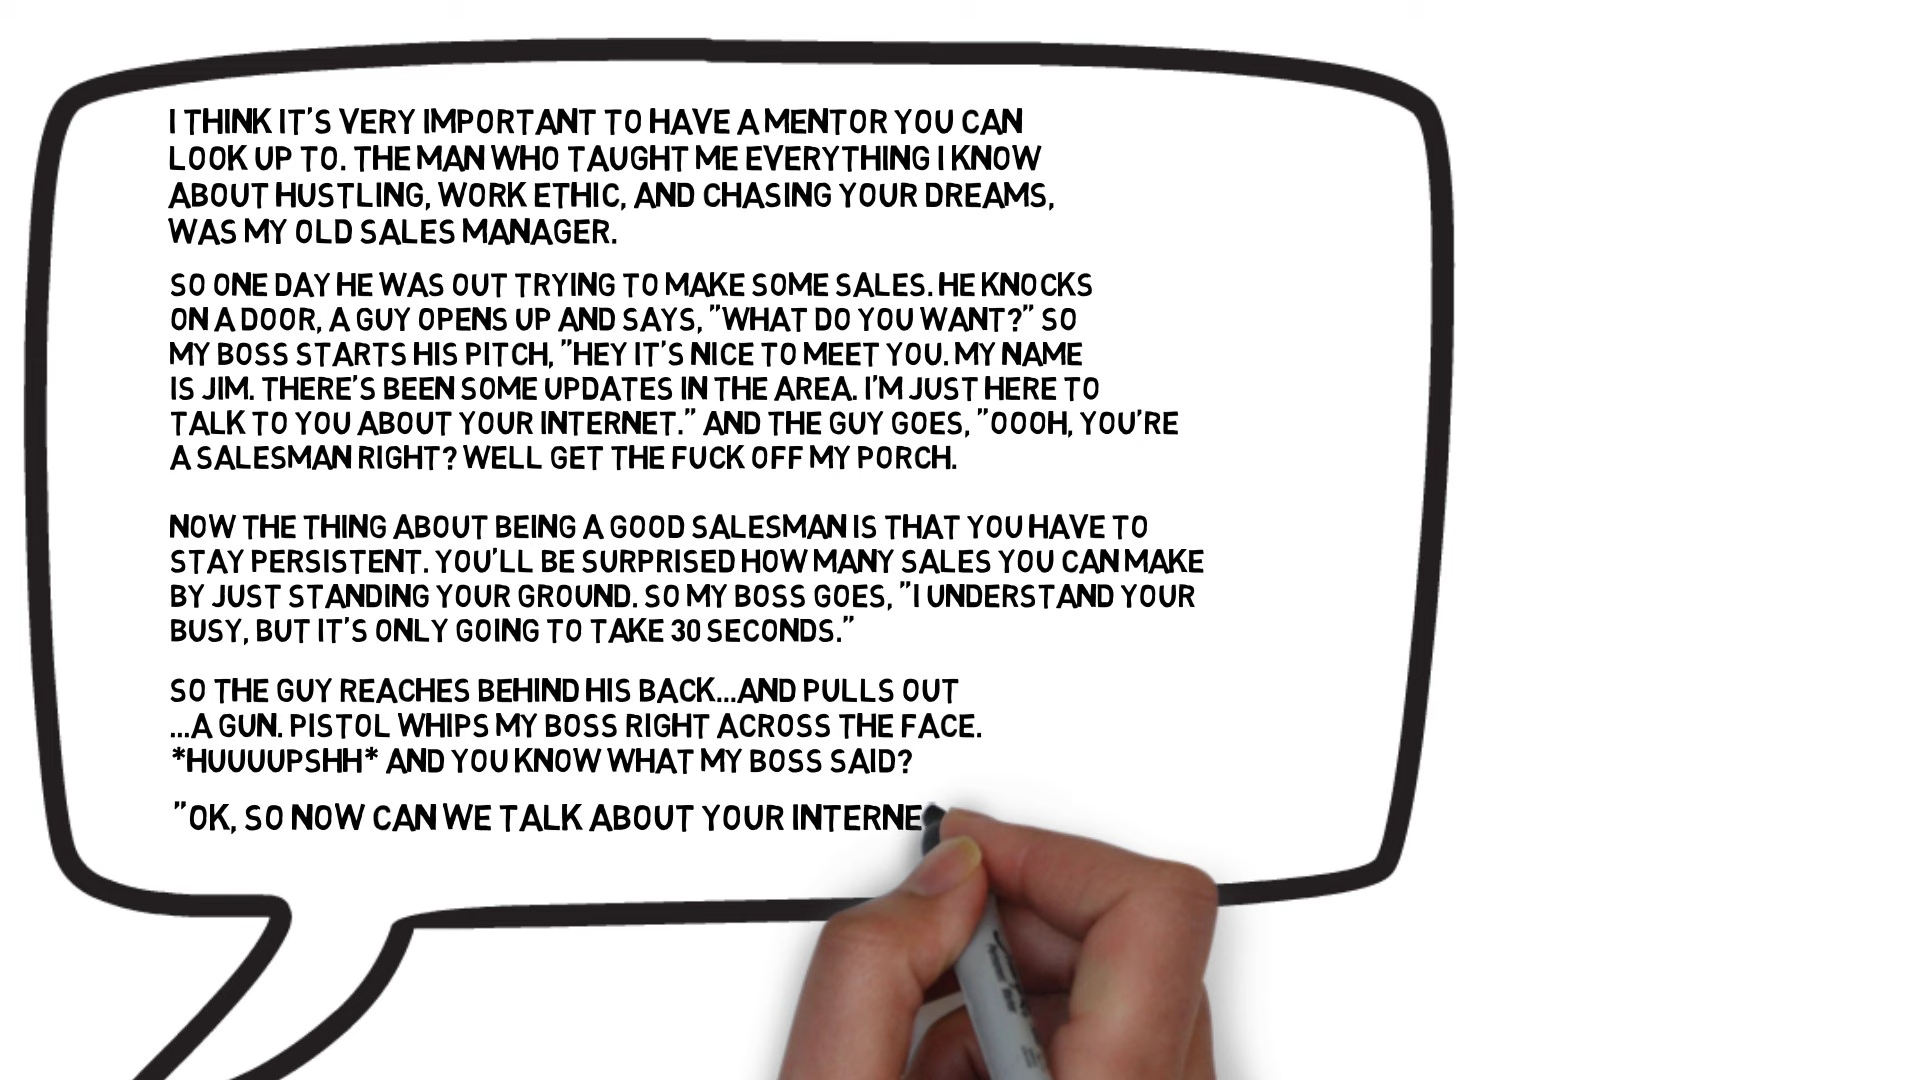 I THINK IT'S VERY IMPORTANT TO HAVE A MENTOR YOU CAN
LOOK UP TO. THE MAN WHO TAUGHT ME EVERYTHING I KNOW
ABOUT HUSTLING, WORK ETHIC, AND CHASING YOUR DREAMS,
WAS MY OLD SALES MANAGER.
SO ONE DAY HE WAS OUT TRYING TO MAKE SOME SALES. HE KNOCKS
ON A DOOR, A GUY OPENS UP AND SAYS, "WHAT DO YOU WANT?" SO
MY BOSS STARTS HIS PITCH, "HEY IT'S NICE TO MEET YOU. MY NAME
IS JIM. THERE'S BEEN SOME UPDATES IN THE AREA. I'M JUST HERE TO
TALK TO YOU ABOUT YOUR INTERNET." AND THE GUY GOES, "OOOH, YOU'RE
A SALESMAN RIGHT? WELL GET THE FUCK OFF MY PORCH.
NOW THE THING ABOUT BEING A GOOD SALESMAN IS THAT YOU HAVE TO
STAY PERSISTENT. YOU'LL BE SURPRISED HOW MANY SALES YOU CAN MAKE
BY JUST STANDING YOUR GROUND. SO MY BOSS GOES, "I UNDERSTAND YOUR
BUSY, BUT IT'S ONLY GOING TO TAKE 30 SECONDS."
SO THE GUY REACHES BEHIND HIS BACK...AND PULLS OUT
...A GUN. PISTOL WHIPS MY BOSS RIGHT ACROSS THE FACE.
*HUUUUPSHH* AND YOU KNOW WHAT MY BOSS SAID?
"OK, SO NOW CAN WE TALK ABOUT YOUR INTERNE